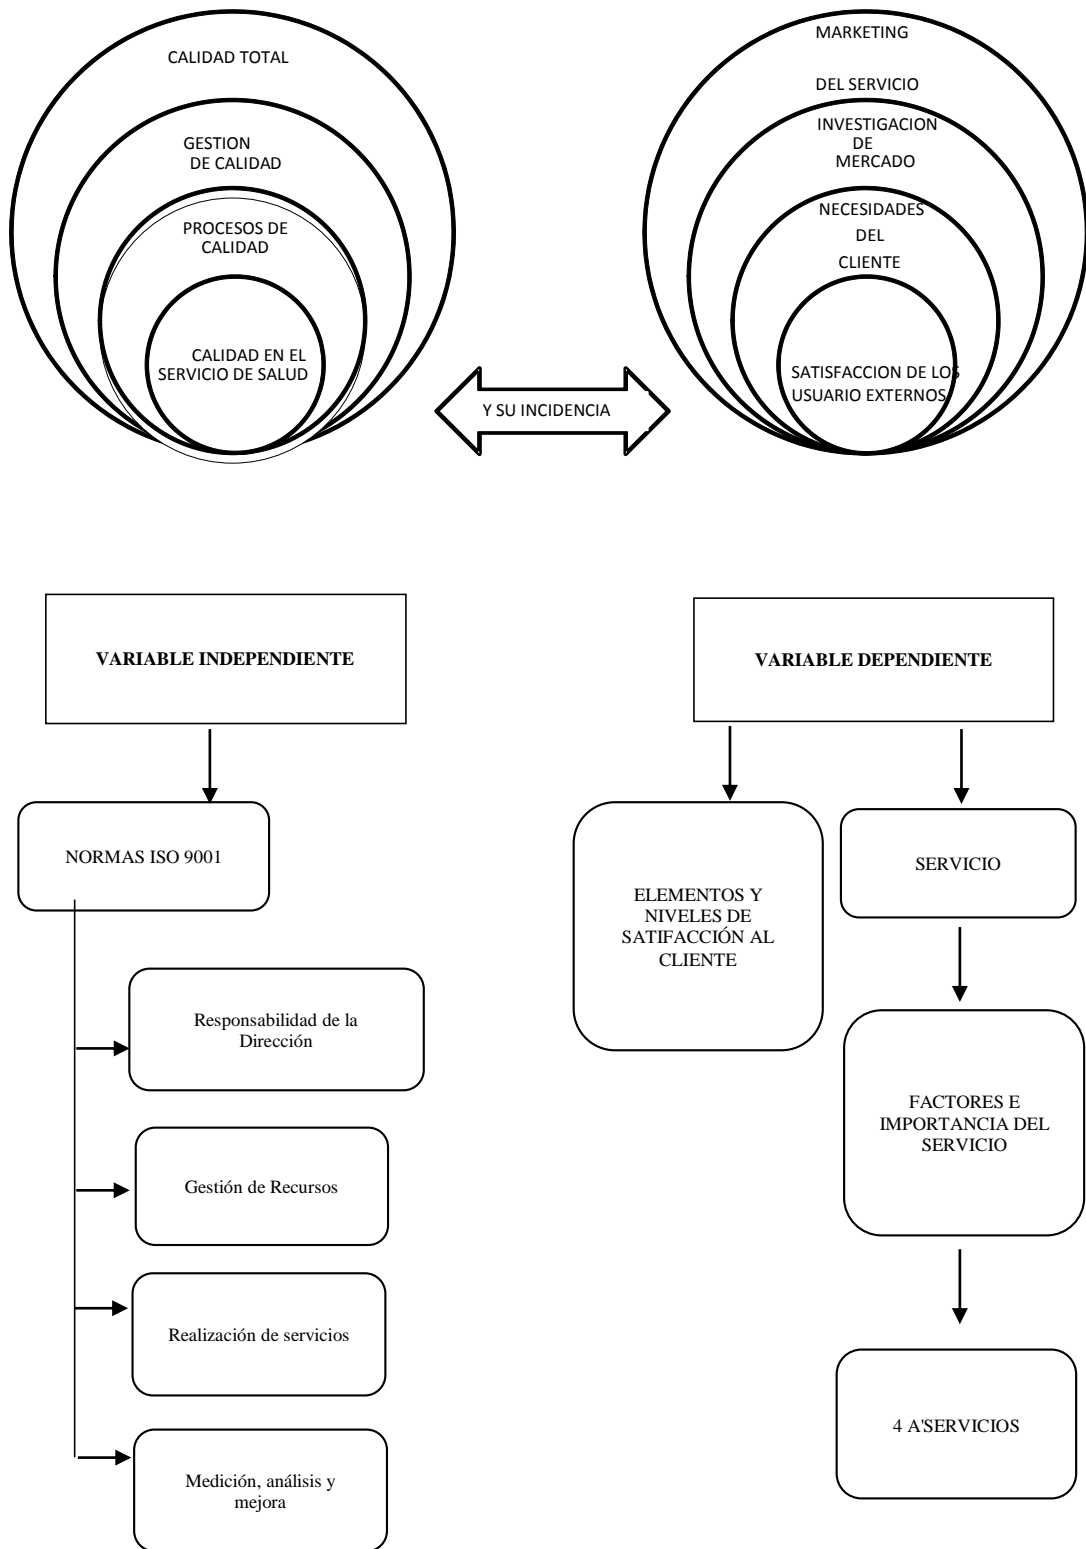 CALIDAD TOTAL
GESTION
DE CALIDAD
PROCESOS DE
CALIDAD
CALIDAD EN EL
SERVICIO DE SALUD
Y SU INCIDENCIA
MARKETING
DEL SERVICIO
INVESTIGACION
DE
MERCADO
NECESIDADES
DEL
CLIENTE
SATISFACCION DE LOS
USUARIO EXTERNOS
VARIABLE INDEPENDIENTE
NORMAS ISO 9001
Responsabilidad de la
Dirección
Gestión de Recursos
Realización de servicios
Medición, análisis y
mejora
VARIABLE DEPENDIENTE
ELEMENTOS Y
NIVELES DE
SATIFACCIÓN AL
CLIENTE
SERVICIO
FACTORES E
IMPORTANCIA DEL
SERVICIO
4 A'SERVICIOS